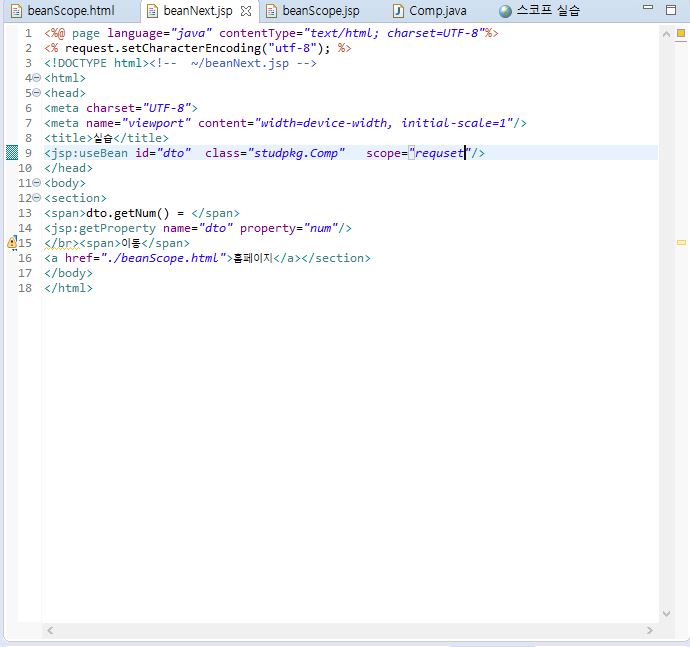 beanScope.html beanNext.jsp beanScope.jsp Comp.java 스코프 실습
1 <%@ page language="java" contentType="text/html; charset=UTF-8"%>
2 <% request.setCharacterEncoding("utf-8"); %>
3 <!DOCTYPE html><!--  ~/beanNext.jsp -->
4 <html>
5 <head>
6 <meta charset="UTF-8">
7 <meta name="viewport" content="width=device-width, initial-scale=1"/>
8 <title>실습</title>
9 <jsp:useBean id="dto"  class="studpkg.Comp"   scope="requset"/>
10 </head>
11 <body>
12 <section>
13 <span>dto.getNum() = </span>
14 <jsp:getProperty name="dto" property="num"/>
15 </br><span>이동</span>
16 <a href="./beanScope.html">홈페이지</a></section>
17 </body>
18 </html>